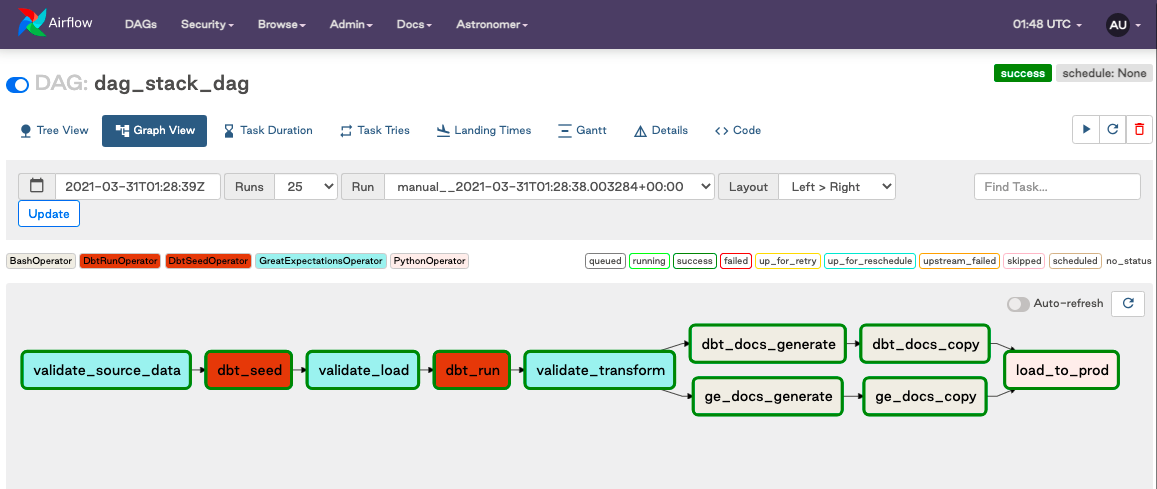 Airflow DAGs Security Browse Admin Docs Astronomer 01:48 UTC AU
DAG: dag_stack_dag success schedule: None
Tree View Graph View Task Duration Task Tries Landing Times Gantt Details <> Code
2021-03-31T01:28:39Z Runs 25 Run manual__2021-03-31T01:28:38.003284+00:00 Layout Left > Right Find Task...
Update
BashOperator DbtRunOperator DbtSeedOperator GreatExpectationsOperator PythonOperator queued running success failed up_for_retry up_for_reschedule upstream_failed skipped scheduled no_status
Auto-refresh
dbt_docs_generate dbt_docs_copy
validate_source_data dbt_seed validate_load dbt_run validate_transform load_to_prod
ge_docs_generate ge_docs_copy